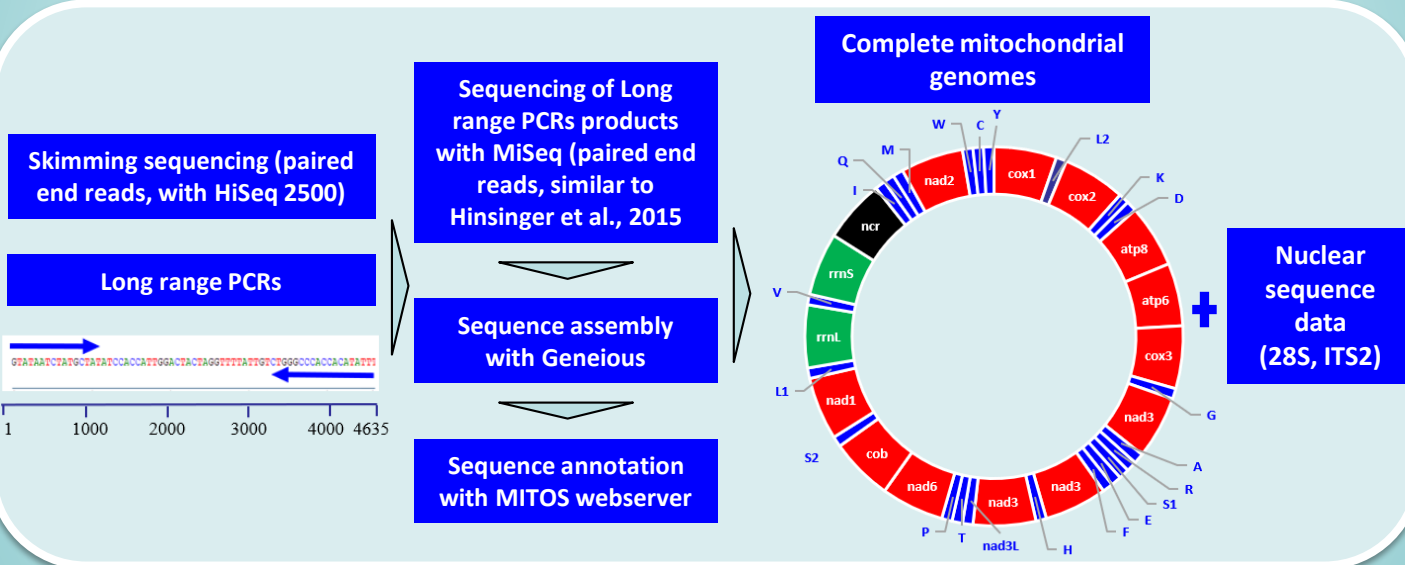 Skimming sequencing (paired
end reads, with HiSeq 2500)
Long range PCRs
GTATAATCTATGCTATATCCACCATTGGACTACTAGGTTTTATTGTCTGGGCCCACCACATATTT
1
1000
2000
3000
4000
4635
Sequencing of Long
range PCRs products
with MiSeq (paired end
reads, similar to
Hinsinger et al., 2015
Sequence assembly
with Geneious
Sequence annotation
with MITOS webserver
Complete mitochondrial
genomes
Y
cox1
L2
cox2
K
D
atp8
atp6
cox3
G
nad3
A
R
S1
E
F
nad3
H
nad3
nad3L
T
P
nad6
cob
S2
nad1
L1
rrnL
V
rrnS
ncr
I
Q
M
nad2
W
C
Nuclear
sequence
data
(28S, ITS2)